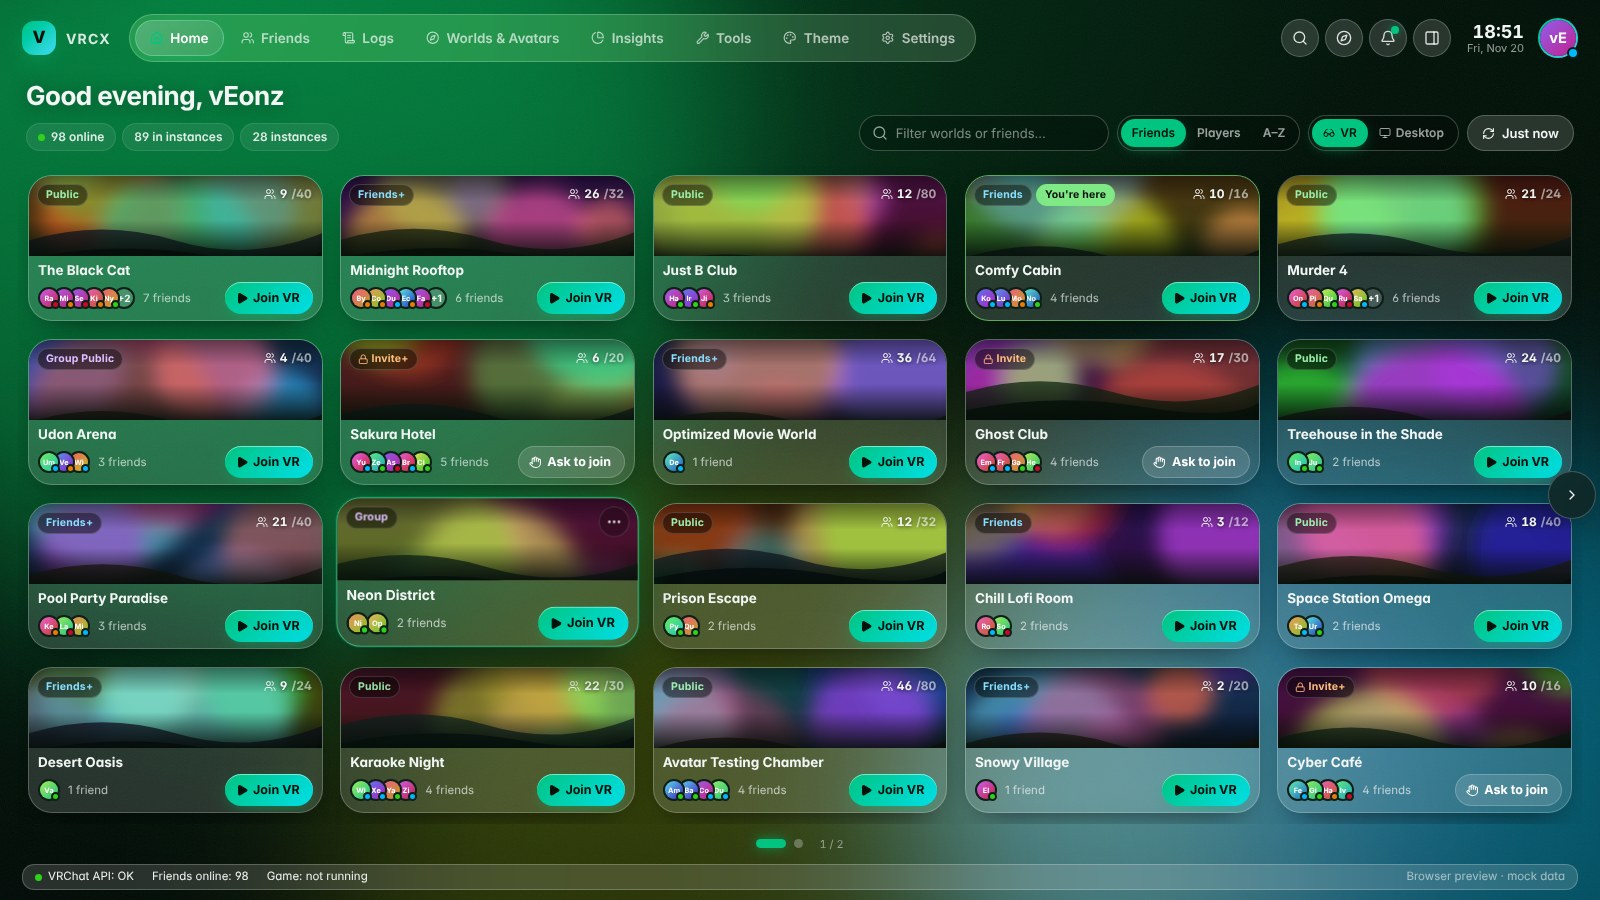 V VRCX Home Friends Logs Worlds & Avatars Insights Tools Theme Settings 18:51 vE
Fri, Nov 20
Good evening, vEonz
98 online 89 in instances 28 instances Filter worlds or friends... Friends Players A–Z VR Desktop Just now
Public 9 /40 Friends+ 26 /32 Public 12 /80 Friends You're here 10 /16 Public 21 /24
The Black Cat Midnight Rooftop Just B Club Comfy Cabin Murder 4
+2 7 friends Join VR +1 6 friends Join VR 3 friends Join VR 4 friends Join VR +1 6 friends Join VR
Group Public 4 /40 Invite+ 6 /20 Friends+ 36 /64 Invite 17 /30 Public 24 /40
Udon Arena Sakura Hotel Optimized Movie World Ghost Club Treehouse in the Shade
3 friends Join VR 5 friends Ask to join 1 friend Join VR 4 friends Ask to join 2 friends Join VR
Friends+ 21 /40 Group Public 12 /32 Friends 3 /12 Public 18 /40
Pool Party Paradise Neon District Prison Escape Chill Lofi Room Space Station Omega
3 friends Join VR 2 friends Join VR 2 friends Join VR 2 friends Join VR 2 friends Join VR
Friends+ 9 /24 Public 22 /30 Public 46 /80 Friends+ 2 /20 Invite+ 10 /16
Desert Oasis Karaoke Night Avatar Testing Chamber Snowy Village Cyber Café
1 friend Join VR 4 friends Join VR 4 friends Join VR 1 friend Join VR 4 friends Ask to join
1 / 2
VRChat API: OK Friends online: 98 Game: not running Browser preview · mock data